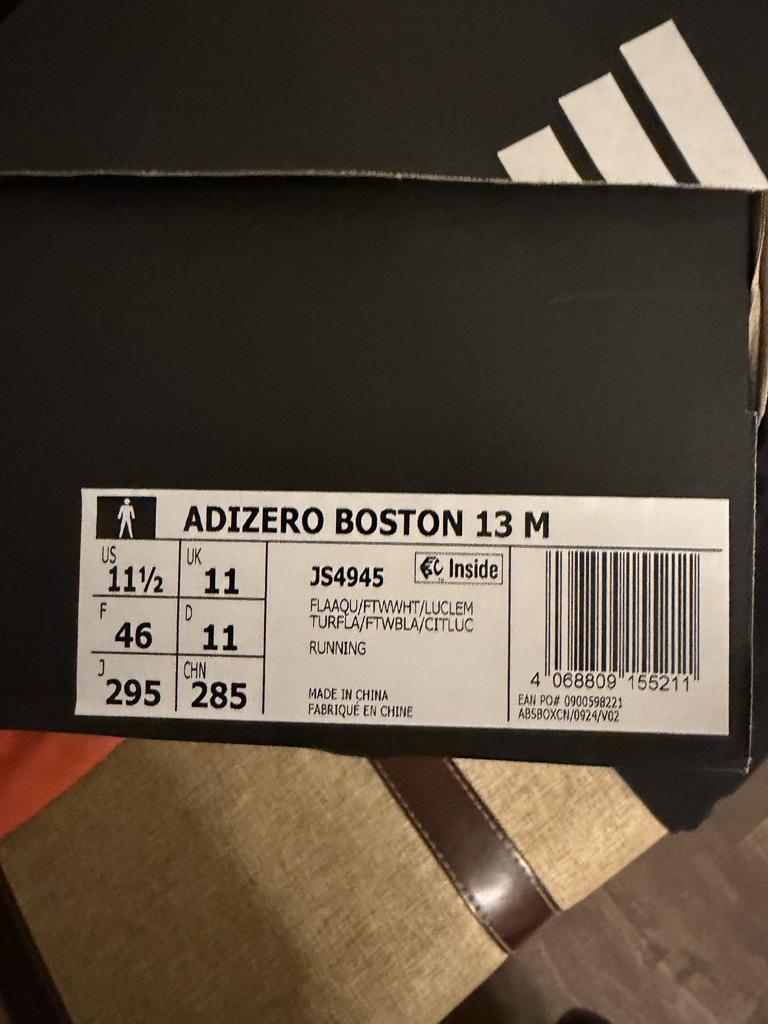 ADIZERO BOSTON 13 M
US 11½ UK 11
F 46 D 11
J 295 CHN 285
JS4945
Inside
FLAAQU/FTWWHT/LUCLEM
TURFLA/FTWBLA/CITLUC
RUNNING
MADE IN CHINA
FABRIQUÉ EN CHINE
4 068809 155211
EAN PO# 0900598221
ABSBOXCN/0924/V02